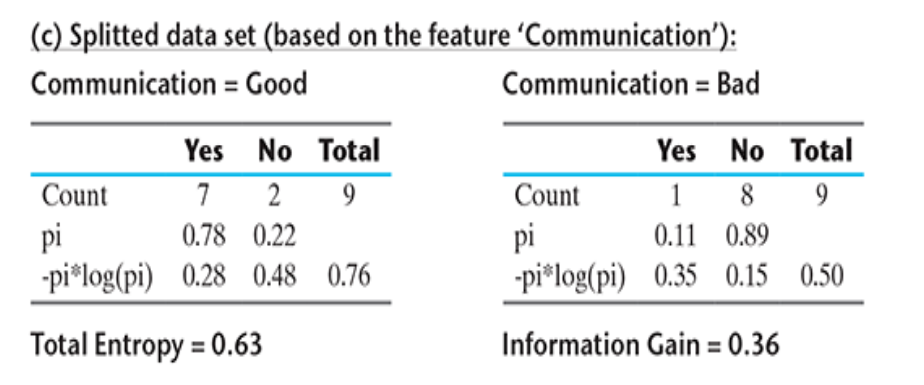 (c) Splitted data set (based on the feature ‘Communication’):
Communication = Good
Yes No Total
Count 7 2 9
pi 0.78 0.22
-pi*log(pi) 0.28 0.48 0.76
Total Entropy = 0.63
Communication = Bad
Yes No Total
Count 1 8 9
pi 0.11 0.89
-pi*log(pi) 0.35 0.15 0.50
Information Gain = 0.36